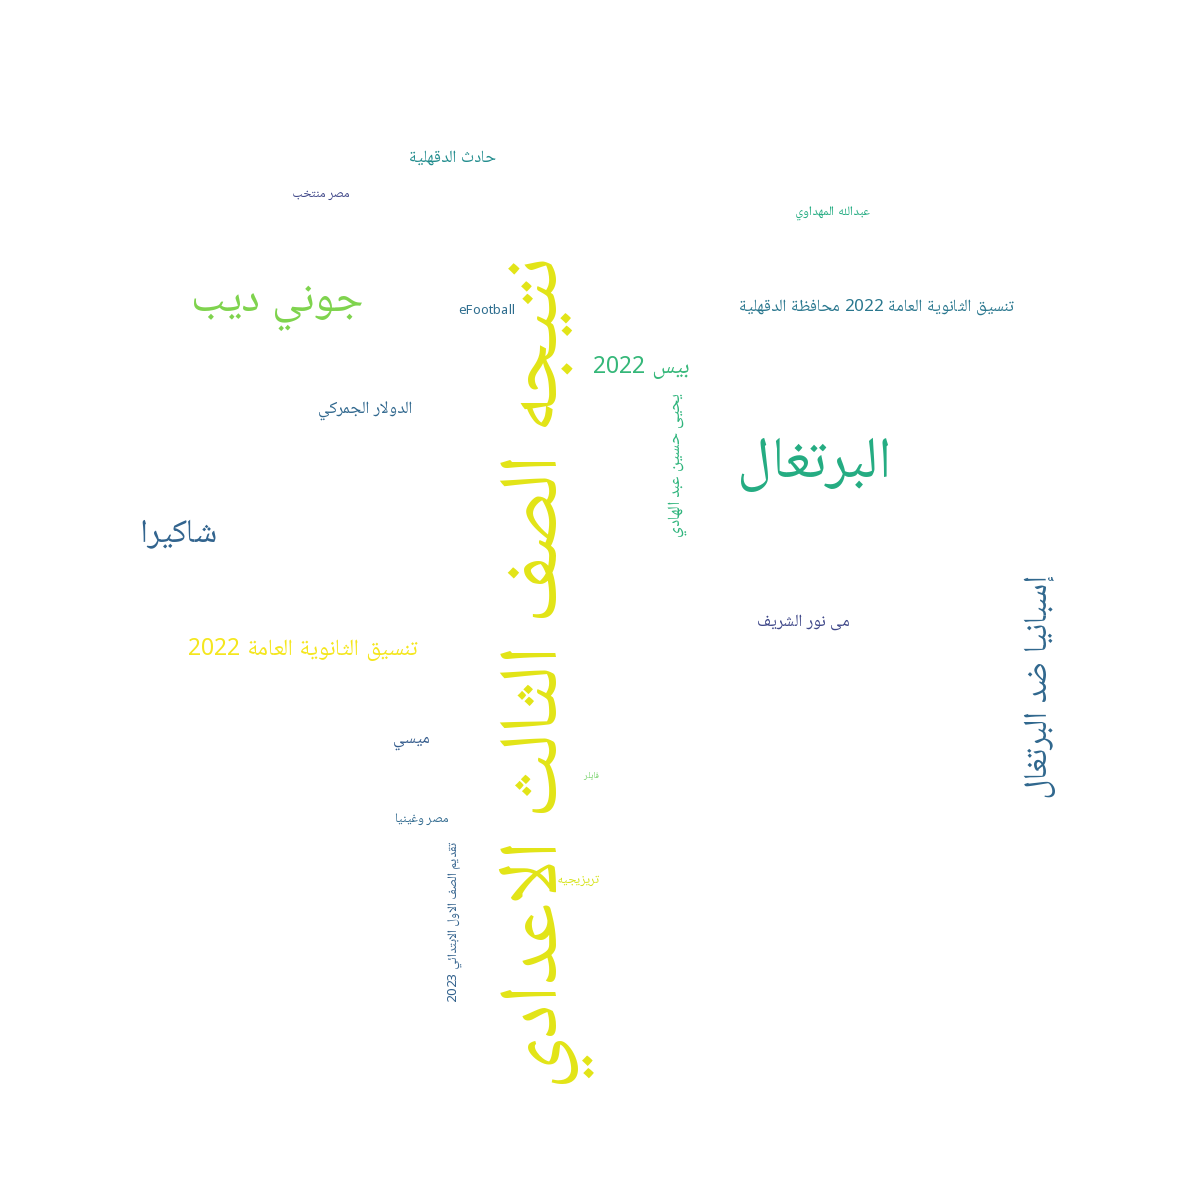 حادث الدقهلية
مصر منتخب
عبدالله المهداوي
جوني ديب
eFootball
تنسيق الثانوية العامة 2022 محافظة الدقهلية
بيس 2022
الدولار الجمركي
يحيى حسين عبد الهادي
البرتغال
شاكيرا
نتيجه الصف الثالث الاعدادي
إسبانيا ضد البرتغال
مى نور الشريف
تنسيق الثانوية العامة 2022
ميسي
فايلر
مصر وغينيا
تريزيجيه
تقديم الصف الاول الابتدائي 2023